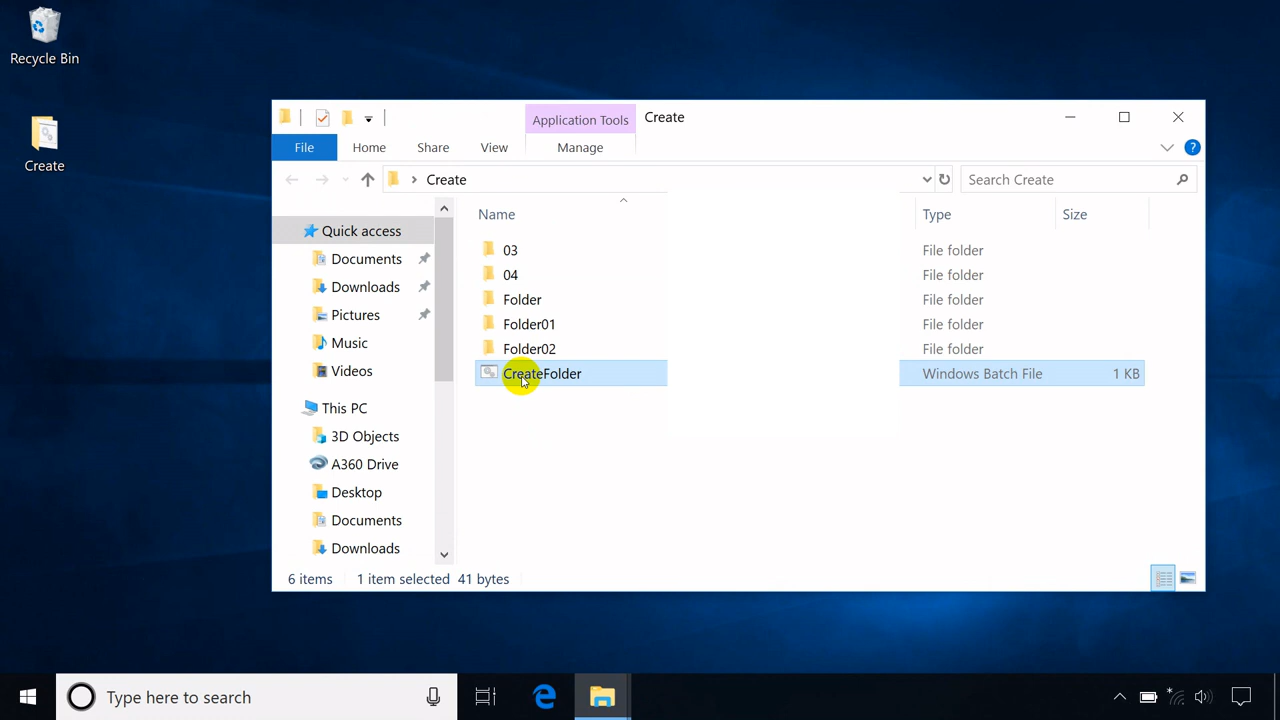 Recycle Bin
Create
Application Tools
Create
File
Home
Share
View
Manage
?
Create
Search Create
Name
Type
Size
Quick access
Documents
Downloads
Pictures
Music
Videos
This PC
3D Objects
A360 Drive
Desktop
Documents
Downloads
03
File folder
04
File folder
Folder
File folder
Folder01
File folder
Folder02
File folder
CreateFolder
Windows Batch File
1 KB
6 items
1 item selected
41 bytes
Type here to search